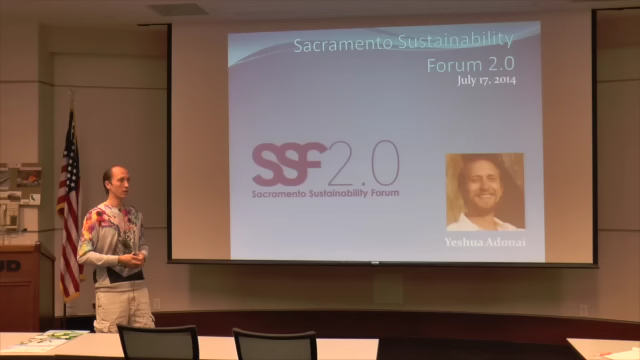 Sacramento Sustainability
Forum 2.0
July 17, 2014
SSF2.0
Sacramento Sustainability Forum
Yeshua Adonai